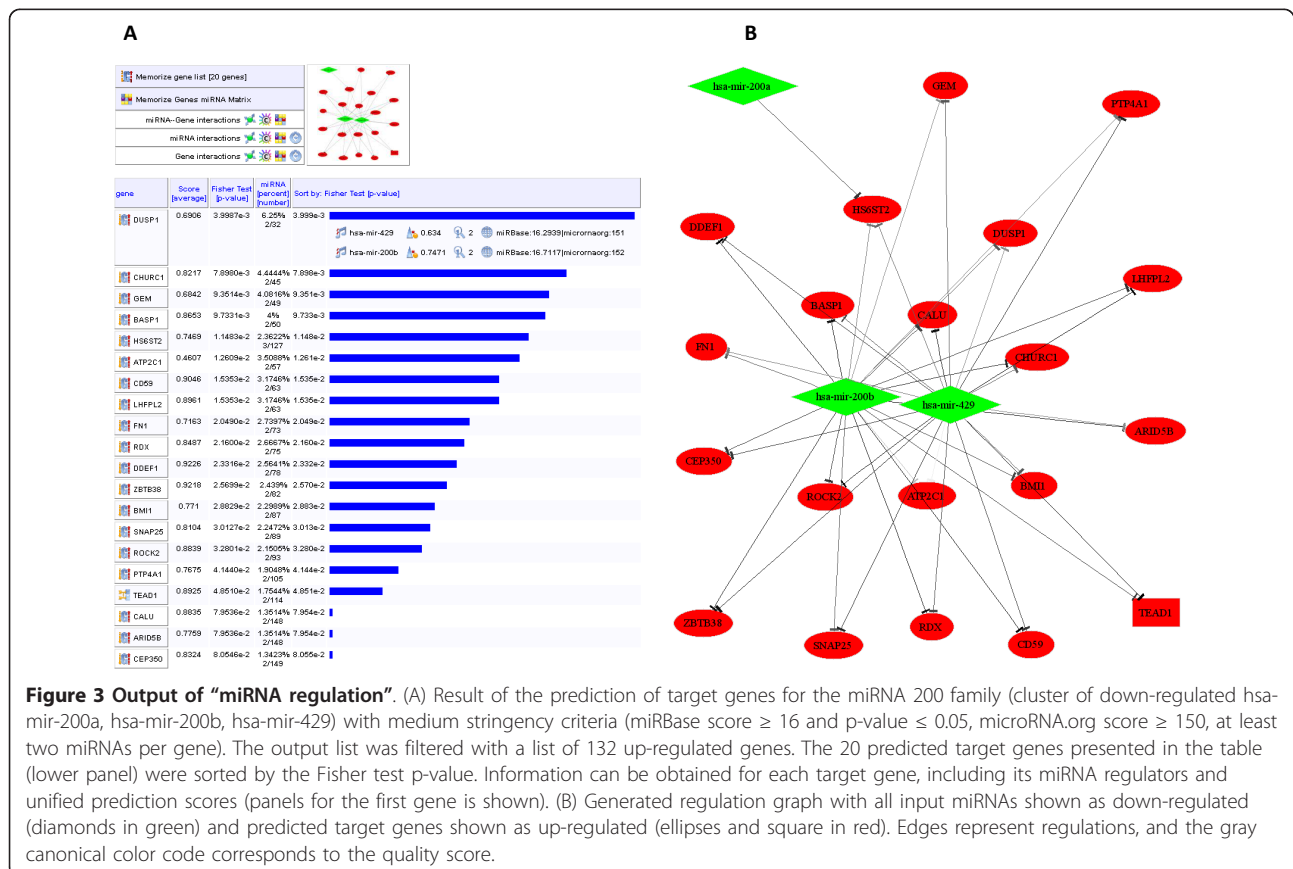 A
B
Memorize gene list [20 genes]
Memorize Genes miRNA Matrix
miRNA-Gene interactions
miRNA interactions
Gene interactions
gene Score [average] Fisher Test [p-value] miRNA [percent] [number] Sort by: Fisher Test [p-value]
DUSP1 0.6906 3.9987e-3 6.25% 2/32 3.999e-3
hsa-mir-429 0.634 2 miRBase:16.2939|micrornaorg:151
hsa-mir-200b 0.7471 2 miRBase:16.7117|micrornaorg:152
CHURC1 0.8217 7.8980e-3 4.4444% 2/45 7.898e-3
GEM 0.6842 9.3514e-3 4.0816% 2/49 9.351e-3
BASP1 0.8653 9.7331e-3 4% 2/50 9.733e-3
HS6ST2 0.7469 1.1483e-2 2.3622% 3/127 1.148e-2
ATP2C1 0.4607 1.2609e-2 3.5088% 2/57 1.261e-2
CD59 0.9046 1.5353e-2 3.1746% 2/63 1.535e-2
LHFPL2 0.8961 1.5353e-2 3.1746% 2/63 1.535e-2
FN1 0.7163 2.0490e-2 2.7397% 2/73 2.049e-2
RDX 0.8487 2.1600e-2 2.6667% 2/75 2.160e-2
DDEF1 0.9226 2.3316e-2 2.5641% 2/78 2.332e-2
ZBTB38 0.9218 2.5699e-2 2.439% 2/82 2.570e-2
BMI1 0.771 2.8829e-2 2.2989% 2/87 2.883e-2
SNAP25 0.8104 3.0127e-2 2.2472% 2/89 3.013e-2
ROCK2 0.8839 3.2801e-2 2.1505% 2/93 3.280e-2
PTP4A1 0.7675 4.1440e-2 1.9048% 2/105 4.144e-2
TEAD1 0.8925 4.8510e-2 1.7544% 2/114 4.851e-2
CALU 0.8835 7.9536e-2 1.3514% 2/148 7.954e-2
ARID5B 0.7759 7.9536e-2 1.3514% 2/148 7.954e-2
CEP350 0.8324 8.0546e-2 1.3423% 2/149 8.055e-2
hsa-mir-200a
GEM
PTP4A1
HS6ST2
DDEF1
DUSP1
LHFPL2
BASP1
CALU
FN1
CHURC1
hsa-mir-200b
hsa-mir-429
ARID5B
CEP350
BMI1
ROCK2
ATP2C1
TEAD1
ZBTB38
RDX
SNAP25
CD59
Figure 3 Output of “miRNA regulation”. (A) Result of the prediction of target genes for the miRNA 200 family (cluster of down-regulated hsa-
mir-200a, hsa-mir-200b, hsa-mir-429) with medium stringency criteria (miRBase score ≥ 16 and p-value ≤ 0.05, microRNA.org score ≥ 150, at least
two miRNAs per gene). The output list was filtered with a list of 132 up-regulated genes. The 20 predicted target genes presented in the table
(lower panel) were sorted by the Fisher test p-value. Information can be obtained for each target gene, including its miRNA regulators and
unified prediction scores (panels for the first gene is shown). (B) Generated regulation graph with all input miRNAs shown as down-regulated
(diamonds in green) and predicted target genes shown as up-regulated (ellipses and square in red). Edges represent regulations, and the gray
canonical color code corresponds to the quality score.